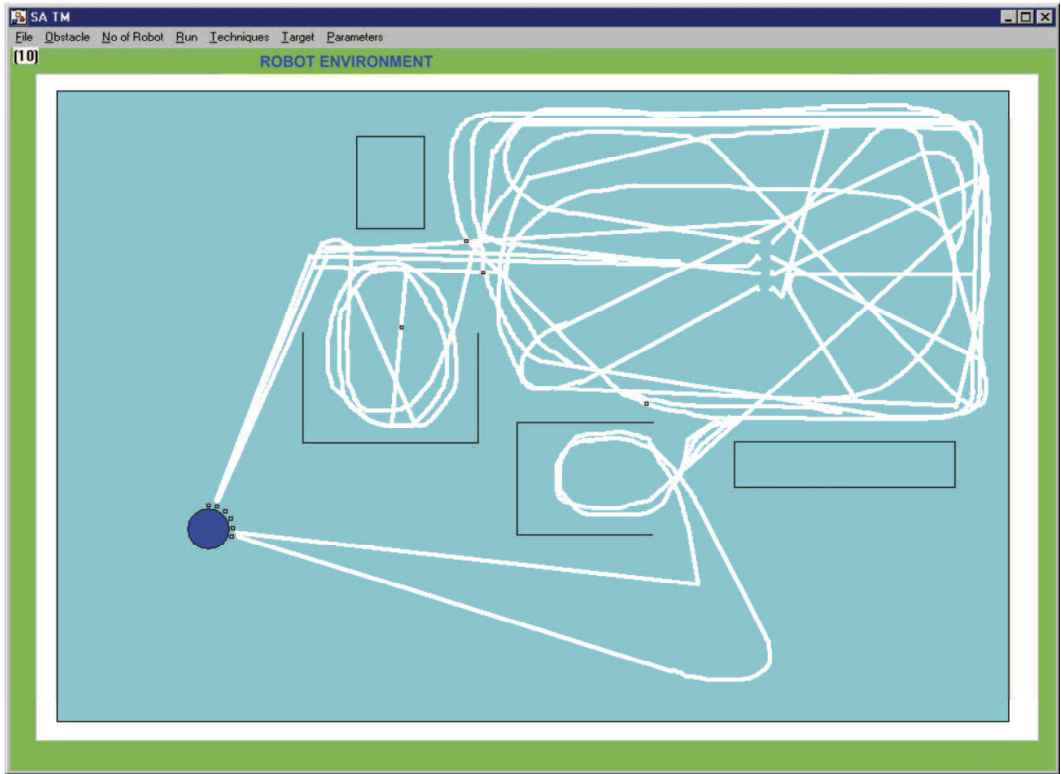 SA TM
File Obstacle No of Robot Run Techniques Target Parameters
(10)
ROBOT ENVIRONMENT